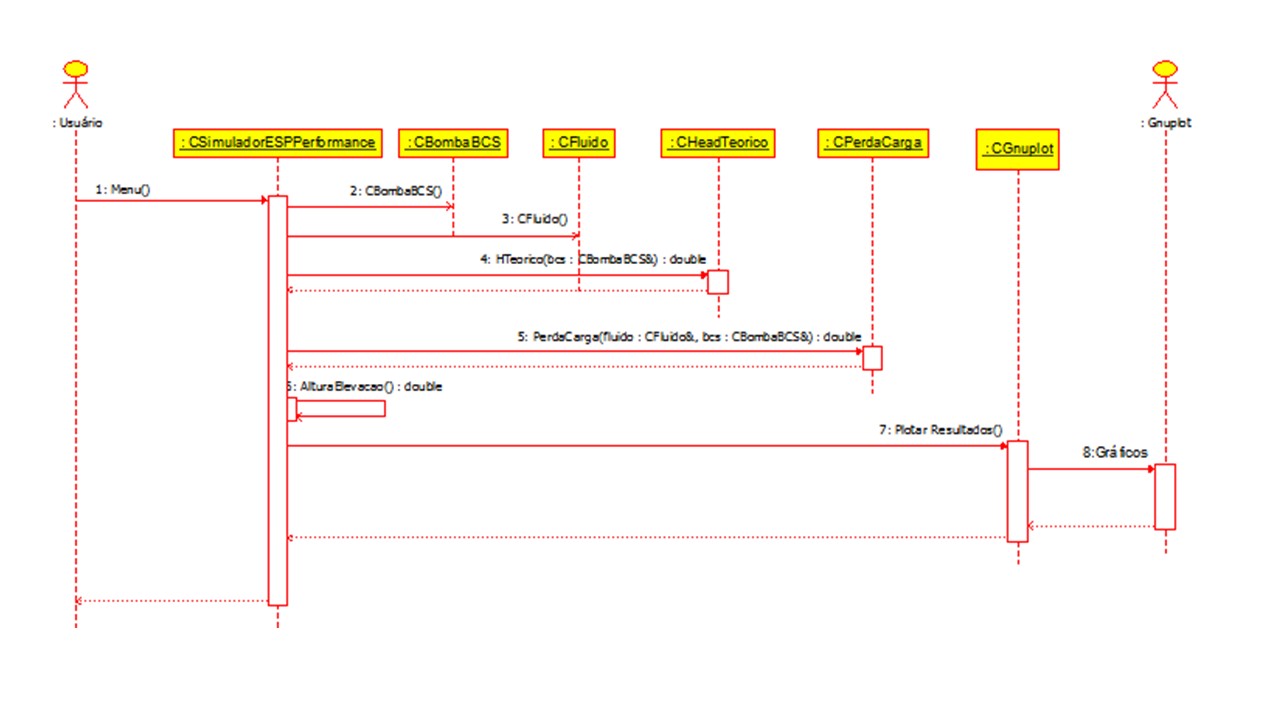 : Usuário
: Gnuplot
: CSimuladorESPPerformance
: CBombaBCS
: CFluido
: CHeadTeorico
: CPerdaCarga
: CGnuplot
1: Menu()
2: CBombaBCS()
3: CFluido()
4: HTeorico(bcs : CBombaBCS&) : double
5: PerdaCarga(fluido : CFluido&, bcs : CBombaBCS&) : double
6: AlturaElevacao() : double
7: Plotar Resultados()
8:Gráficos